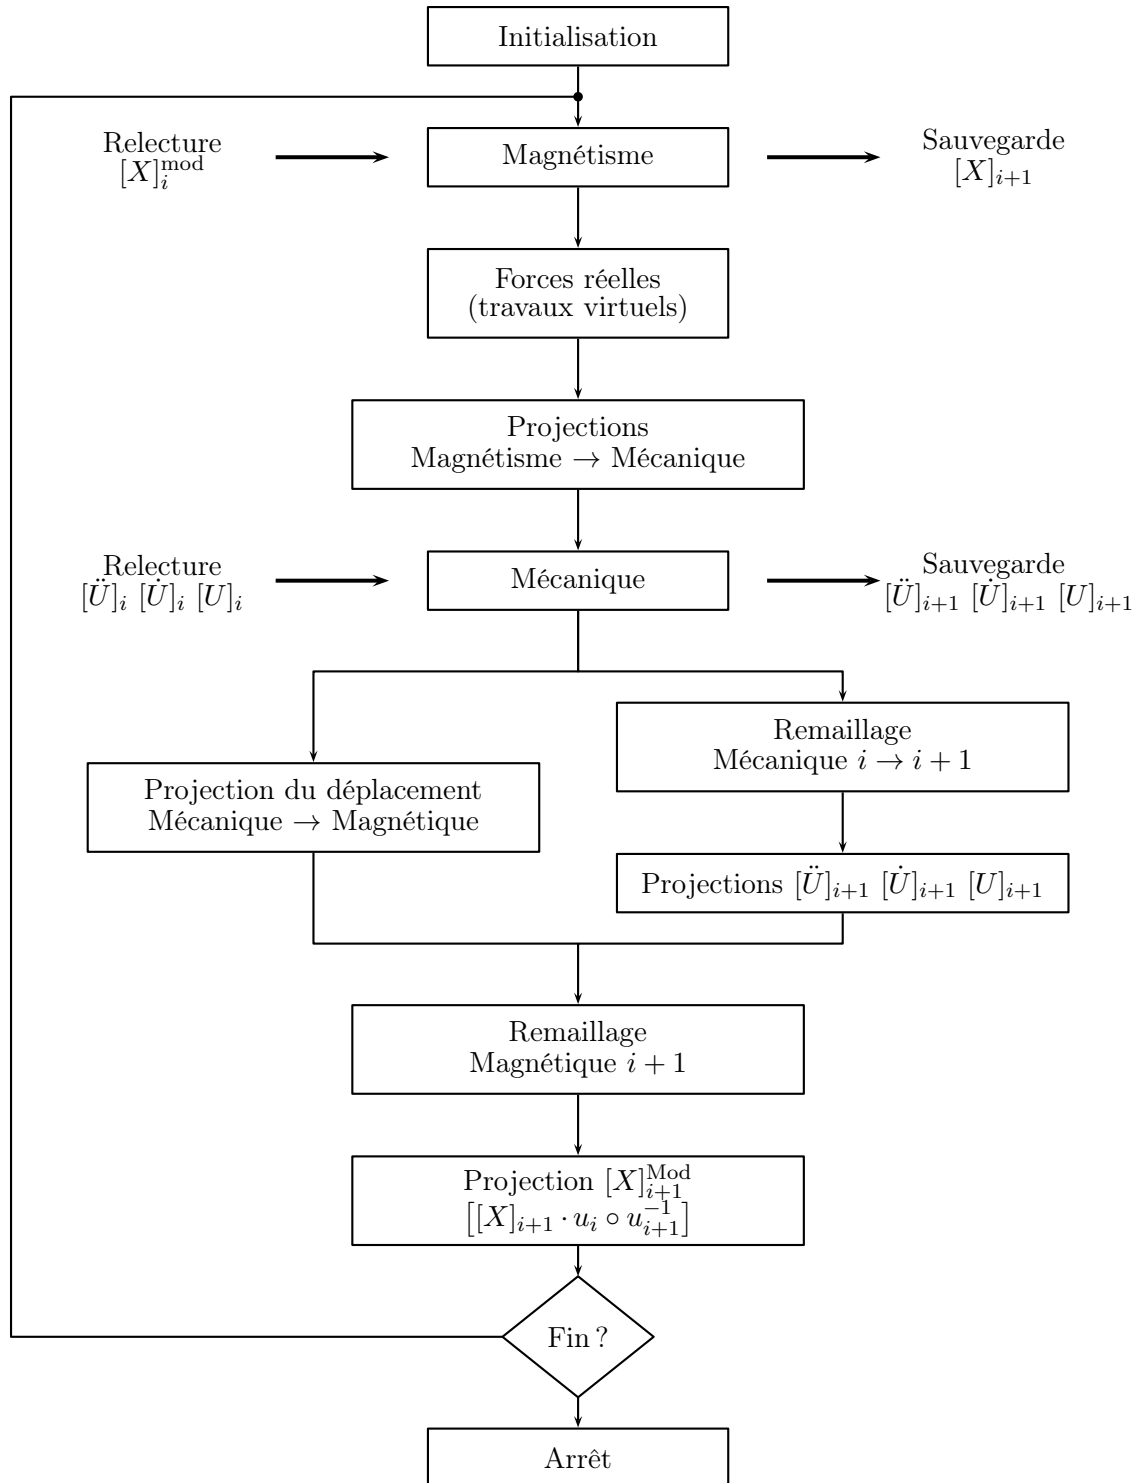 Initialisation
Relecture
[X]_i^mod
Magnétisme
Sauvegarde
[X]_{i+1}
Forces réelles
(travaux virtuels)
Projections
Magnétisme → Mécanique
Relecture
[Ü]_i [U̇]_i [U]_i
Mécanique
Sauvegarde
[Ü]_{i+1} [U̇]_{i+1} [U]_{i+1}
Remaillage
Mécanique i → i + 1
Projection du déplacement
Mécanique → Magnétique
Projections [Ü]_{i+1} [U̇]_{i+1} [U]_{i+1}
Remaillage
Magnétique i + 1
Projection [X]_{i+1}^Mod
[[X]_{i+1} · u_i ∘ u_{i+1}^{-1}]
Fin ?
Arrêt